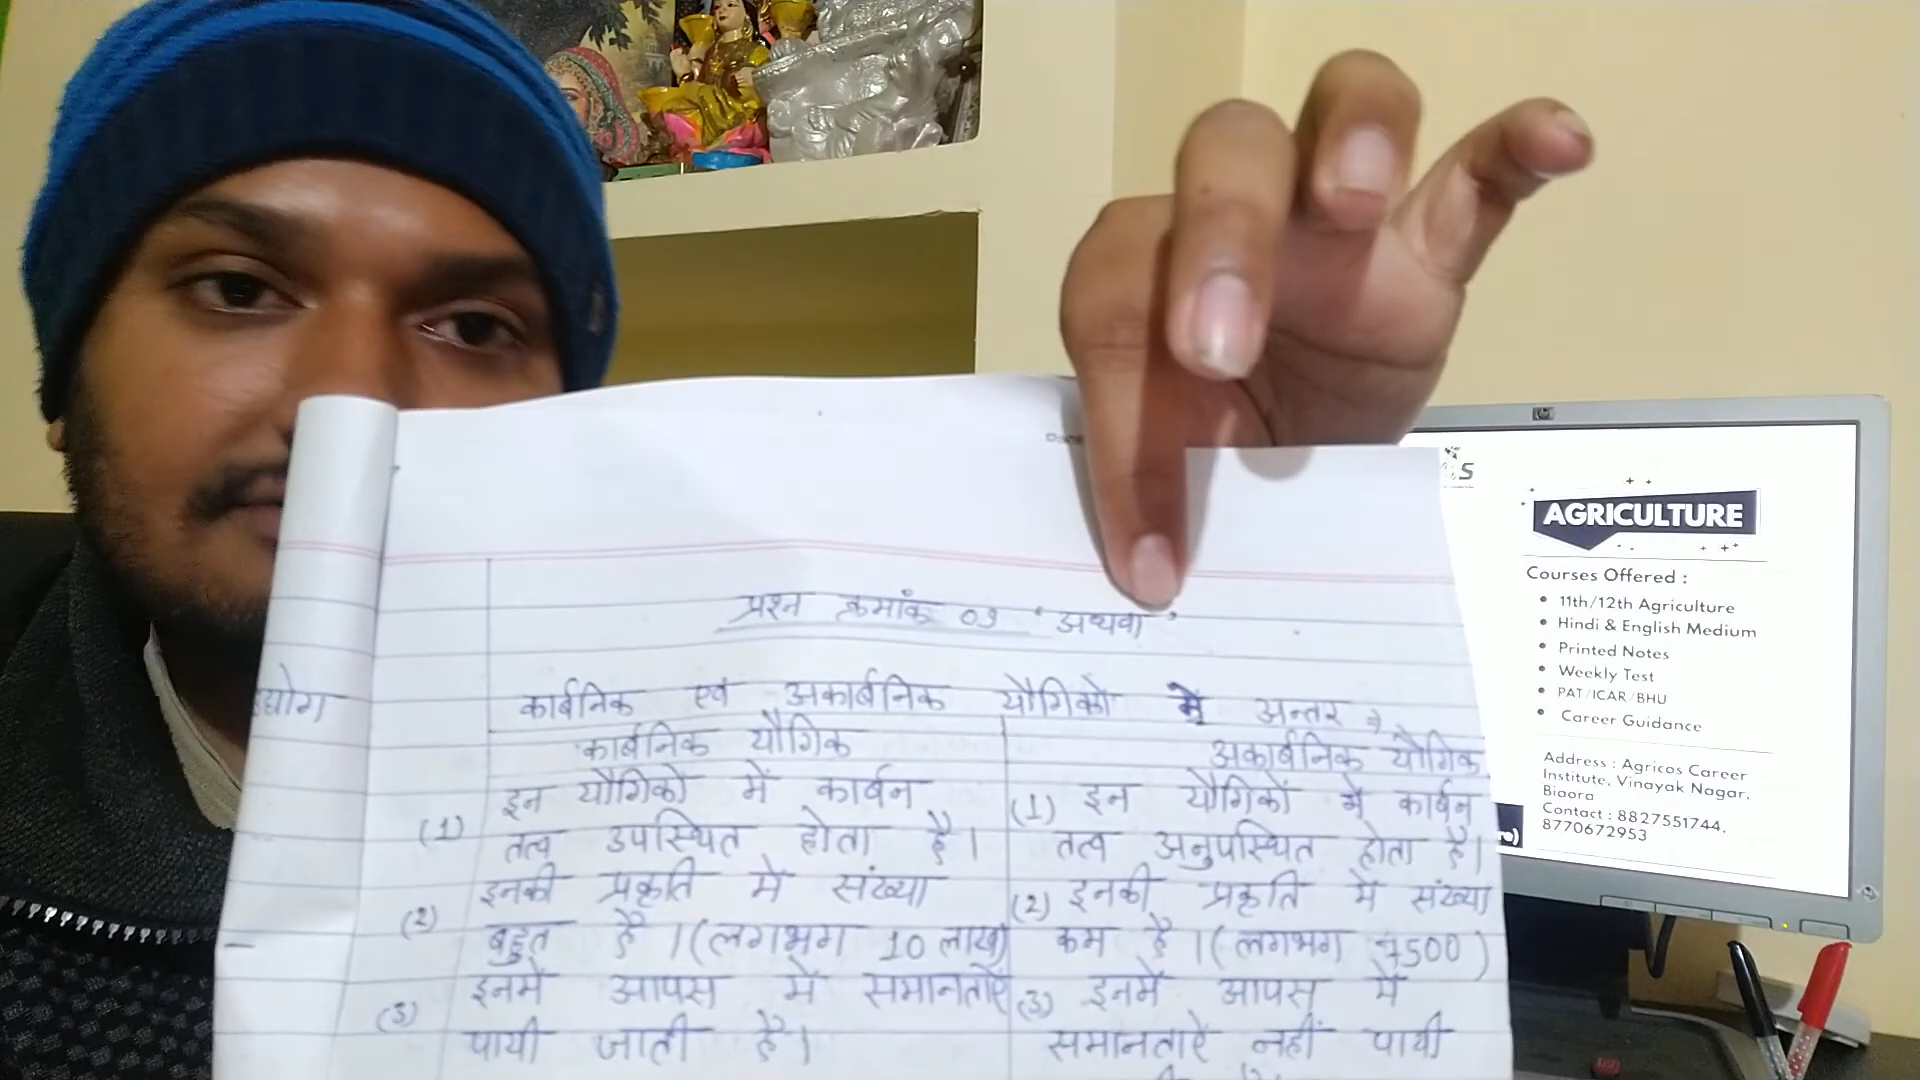 प्रश्न क्रमांक 03 'अथवा'
कार्बनिक एवं अकार्बनिक यौगिको मे अन्तर ⇒
कार्बनिक यौगिक
(1) इन यौगिको में कार्बन
तत्व उपस्थित होता है।
(2) इनकी प्रकृति में संख्या
बहुत है।(लगभग 10 लाख)
(3) इनमें आपस में समानताऐं
पायी जाती है।
अकार्बनिक यौगिक
(1) इन यौगिकों में कार्बन
तत्व अनुपस्थित होता है।
(2) इनकी प्रकृति में संख्या
कम है।(लगभग 7500)
(3) इनमें आपस में
समानताऐ नहीं पायी
hp
AGRICULTURE
Courses Offered :
• 11th/12th Agriculture
• Hindi & English Medium
• Printed Notes
• Weekly Test
• PAT/ICAR/BHU
• Career Guidance
Address : Agricos Career
Institute, Vinayak Nagar,
Biaora
Contact : 8827551744,
8770672953